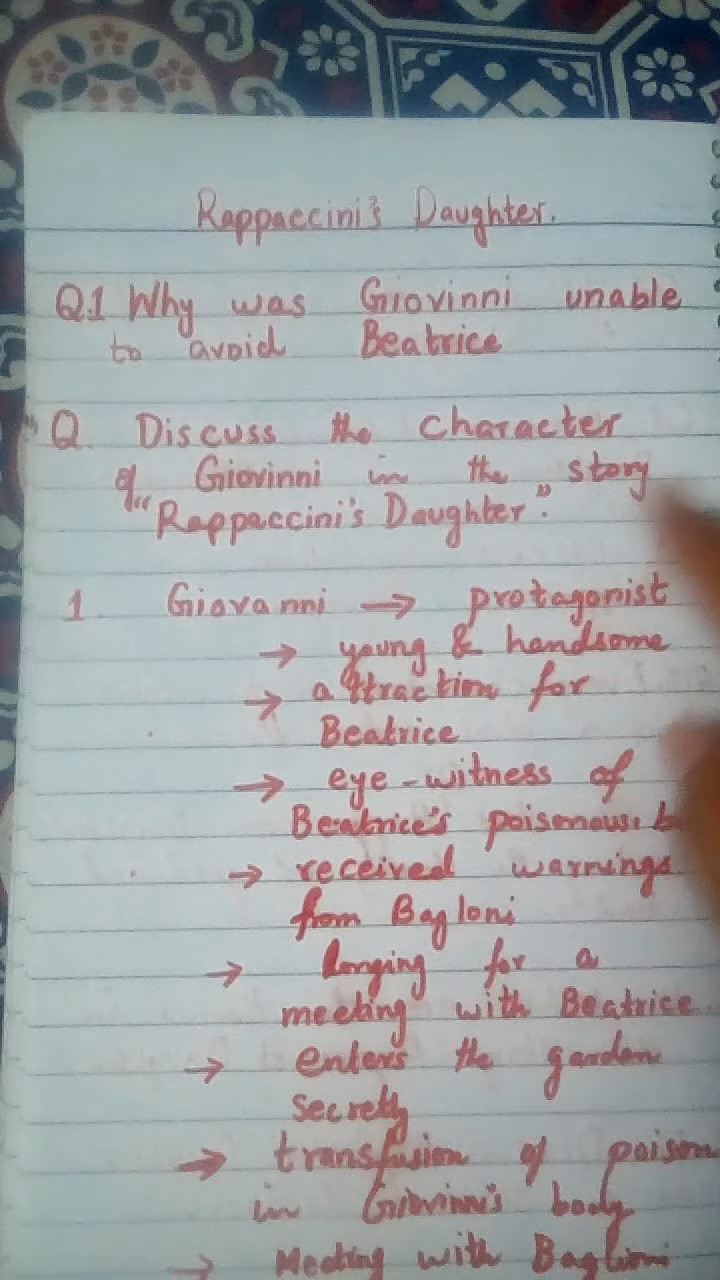 Rappaccini's Daughter.
Q.1 Why was Giovinni unable
to avoid Beatrice
Q Discuss the character
of Giovinni in the story
"Rappaccini's Daughter".
1 Giovanni → protagonist
→ young & handsome
→ attraction for
Beatrice
→ eye-witness of
Beatrice's poisonous
→ received warnings
from Bagloni
→ longing for a
meeting with Beatrice
→ enters the garden
secretly
→ transfusion of poison
in Giovinni's body
→ Meeting with Baglioni